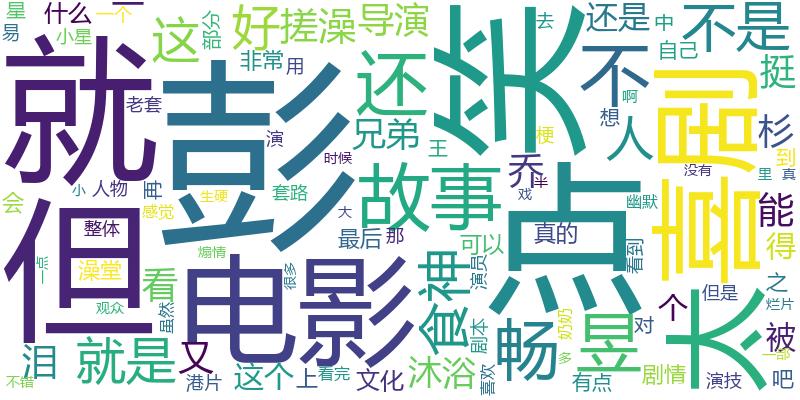 星
什么
一个
这
部分
好
搓澡
导演
笑
去
还是
中
不是
易
小星
非常
用
还
不
自己
剧
挺
就
老套
彭
演
兄弟
王
梗
想
啊
人
杉
到
时候
乔
半
没有
里
真
会
小
人物
再
套路
故事
点
戏
幽默
喜
能
但
感觉
生硬
大
最后
那
食神
可以
真的
看到
得
整体
电影
煽情
一些
澡堂
看
很多
演员
太
但是
之
观众
虽然
畅
奶奶
昱
对
个
被
烂片
泪
就是
又
剧本
一部
不错
港片
这个
上
看完
文化
沐浴
喜欢
多
有点
剧情
演技
吧